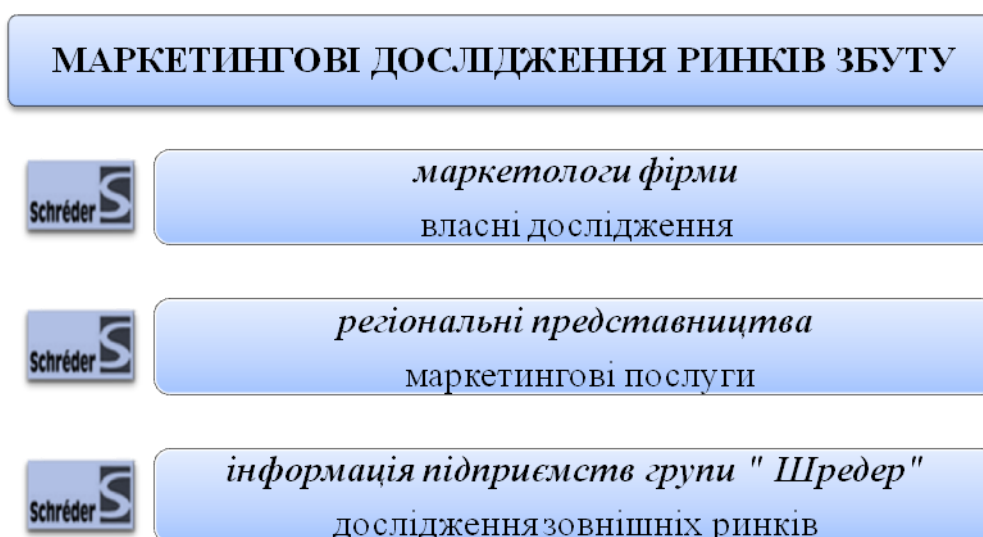 МАРКЕТИНГОВІ ДОСЛІДЖЕННЯ РИНКІВ ЗБУТУ
Schréder
маркетологи фірми
власні дослідження
Schréder
регіональні представництва
маркетингові послуги
Schréder
інформація підприємств групи " Шредер"
дослідження зовнішніх ринків